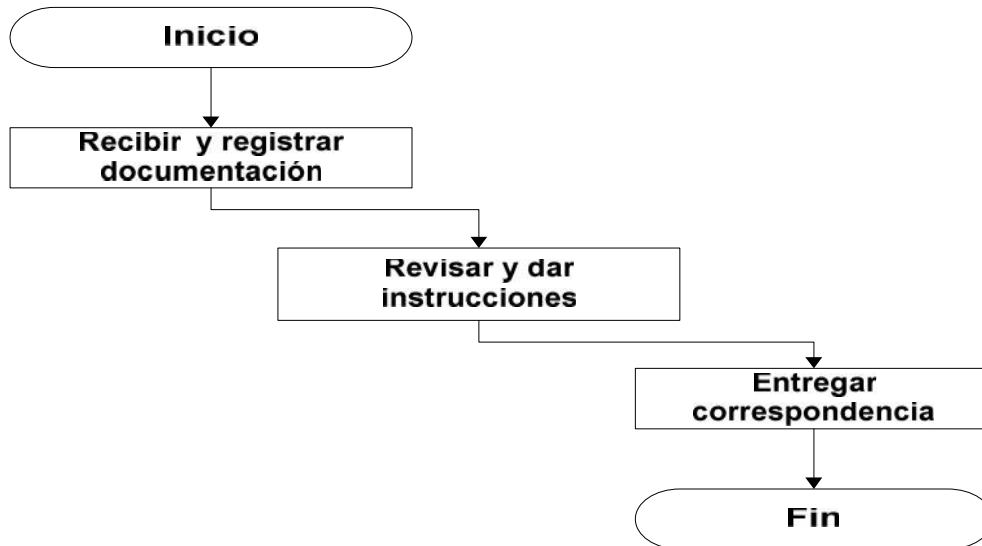 Inicio
Recibir y registrar
documentación
Revisar y dar
instrucciones
Entregar
correspondencia
Fin